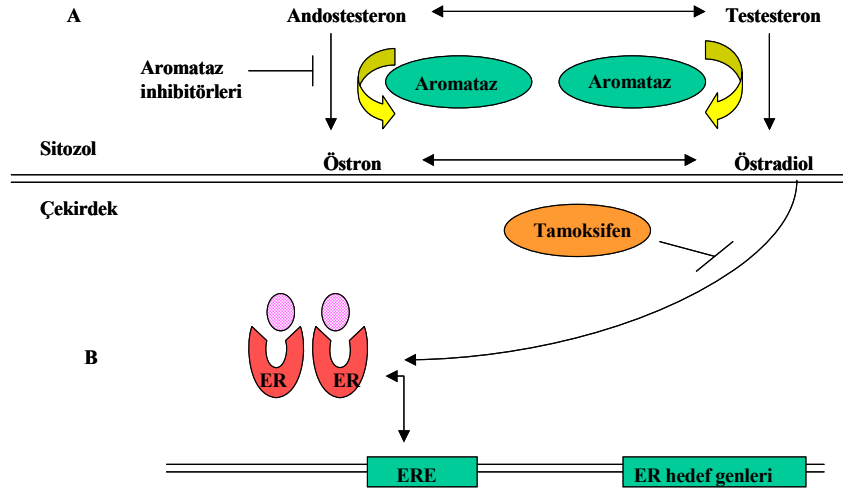 A
Andostesteron
Testesteron
Aromataz
inhibitörleri
Aromataz
Aromataz
Sitozol
Östron
Östradiol
Çekirdek
Tamoksifen
B
ER
ER
ERE
ER hedef genleri